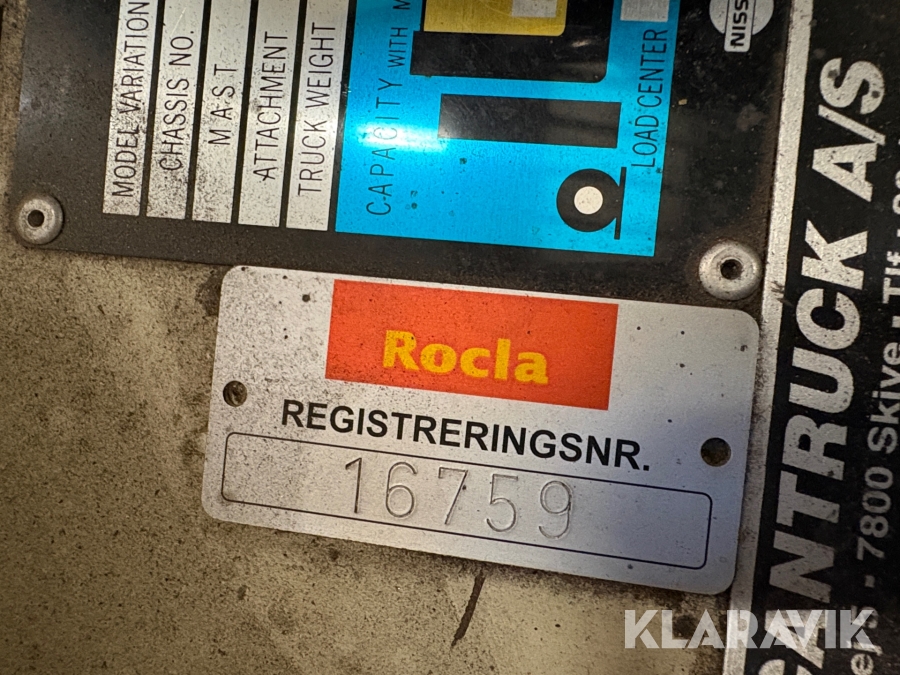 MODEL VARIATION
CHASSIS NO.
MAST
ATTACHMENT
TRUCK WEIGHT
CAPACITY WITH
LOAD CENTER
Rocla
REGISTRERINGSNR.
16759
NTRUCK A/S
- 7800 Skive
Tlf
KLARAVIK